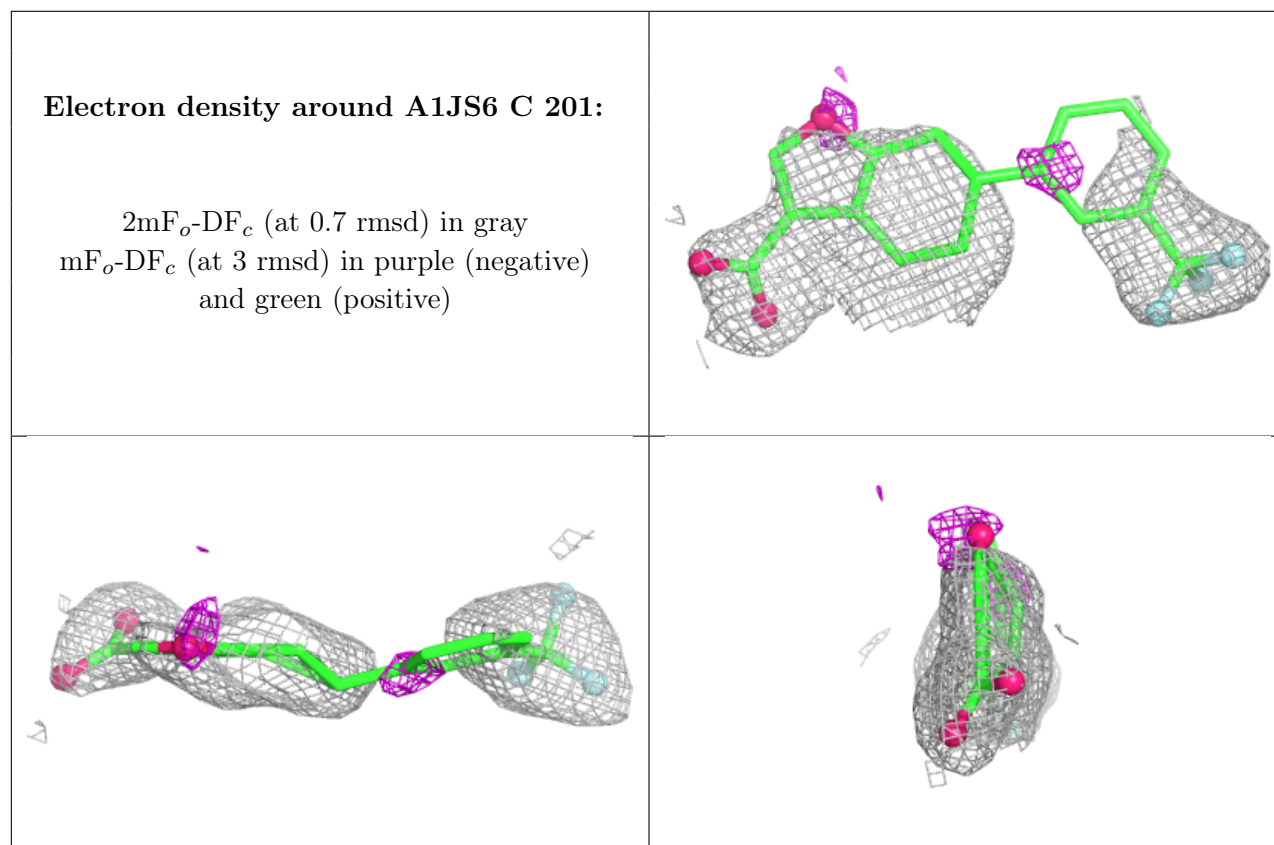 Electron density around A1JS6 C 201:
2mFₒ-DF𝑐 (at 0.7 rmsd) in gray
mFₒ-DF𝑐 (at 3 rmsd) in purple (negative)
and green (positive)